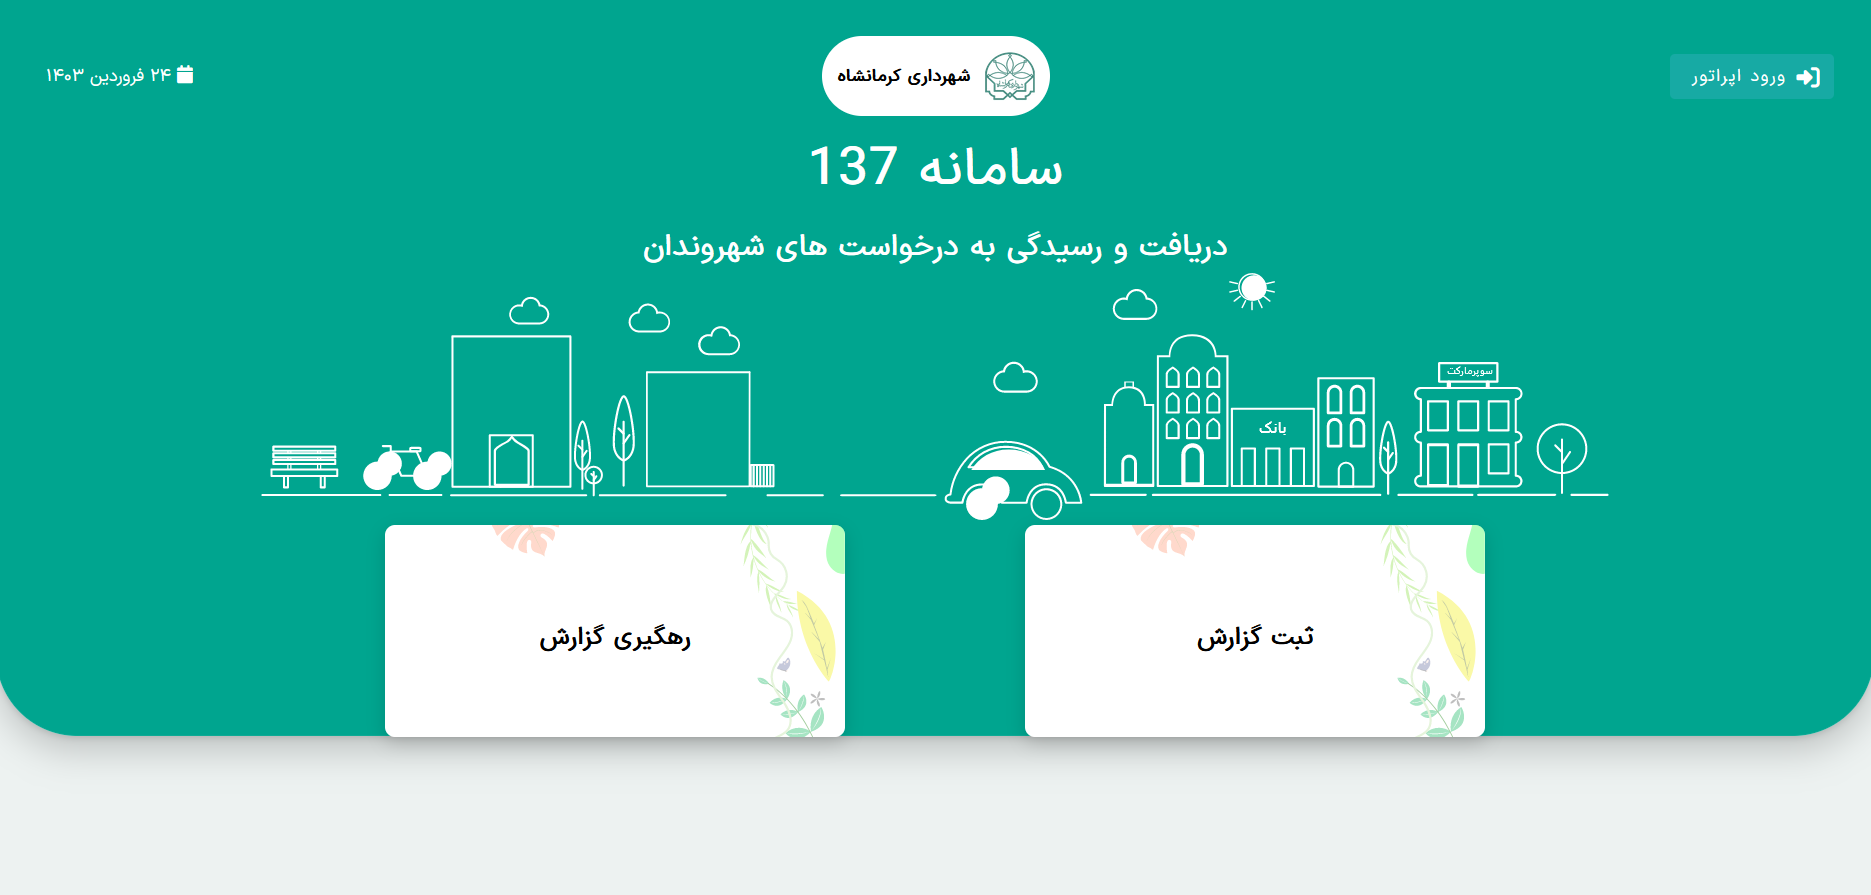 ورود اپراتور
شهرداری کرمانشاه
۲۴ فروردین ۱۴۰۳
سامانه 137
دریافت و رسیدگی به درخواست های شهروندان
سوپرمارکت
بانک
ثبت گزارش
رهگیری گزارش